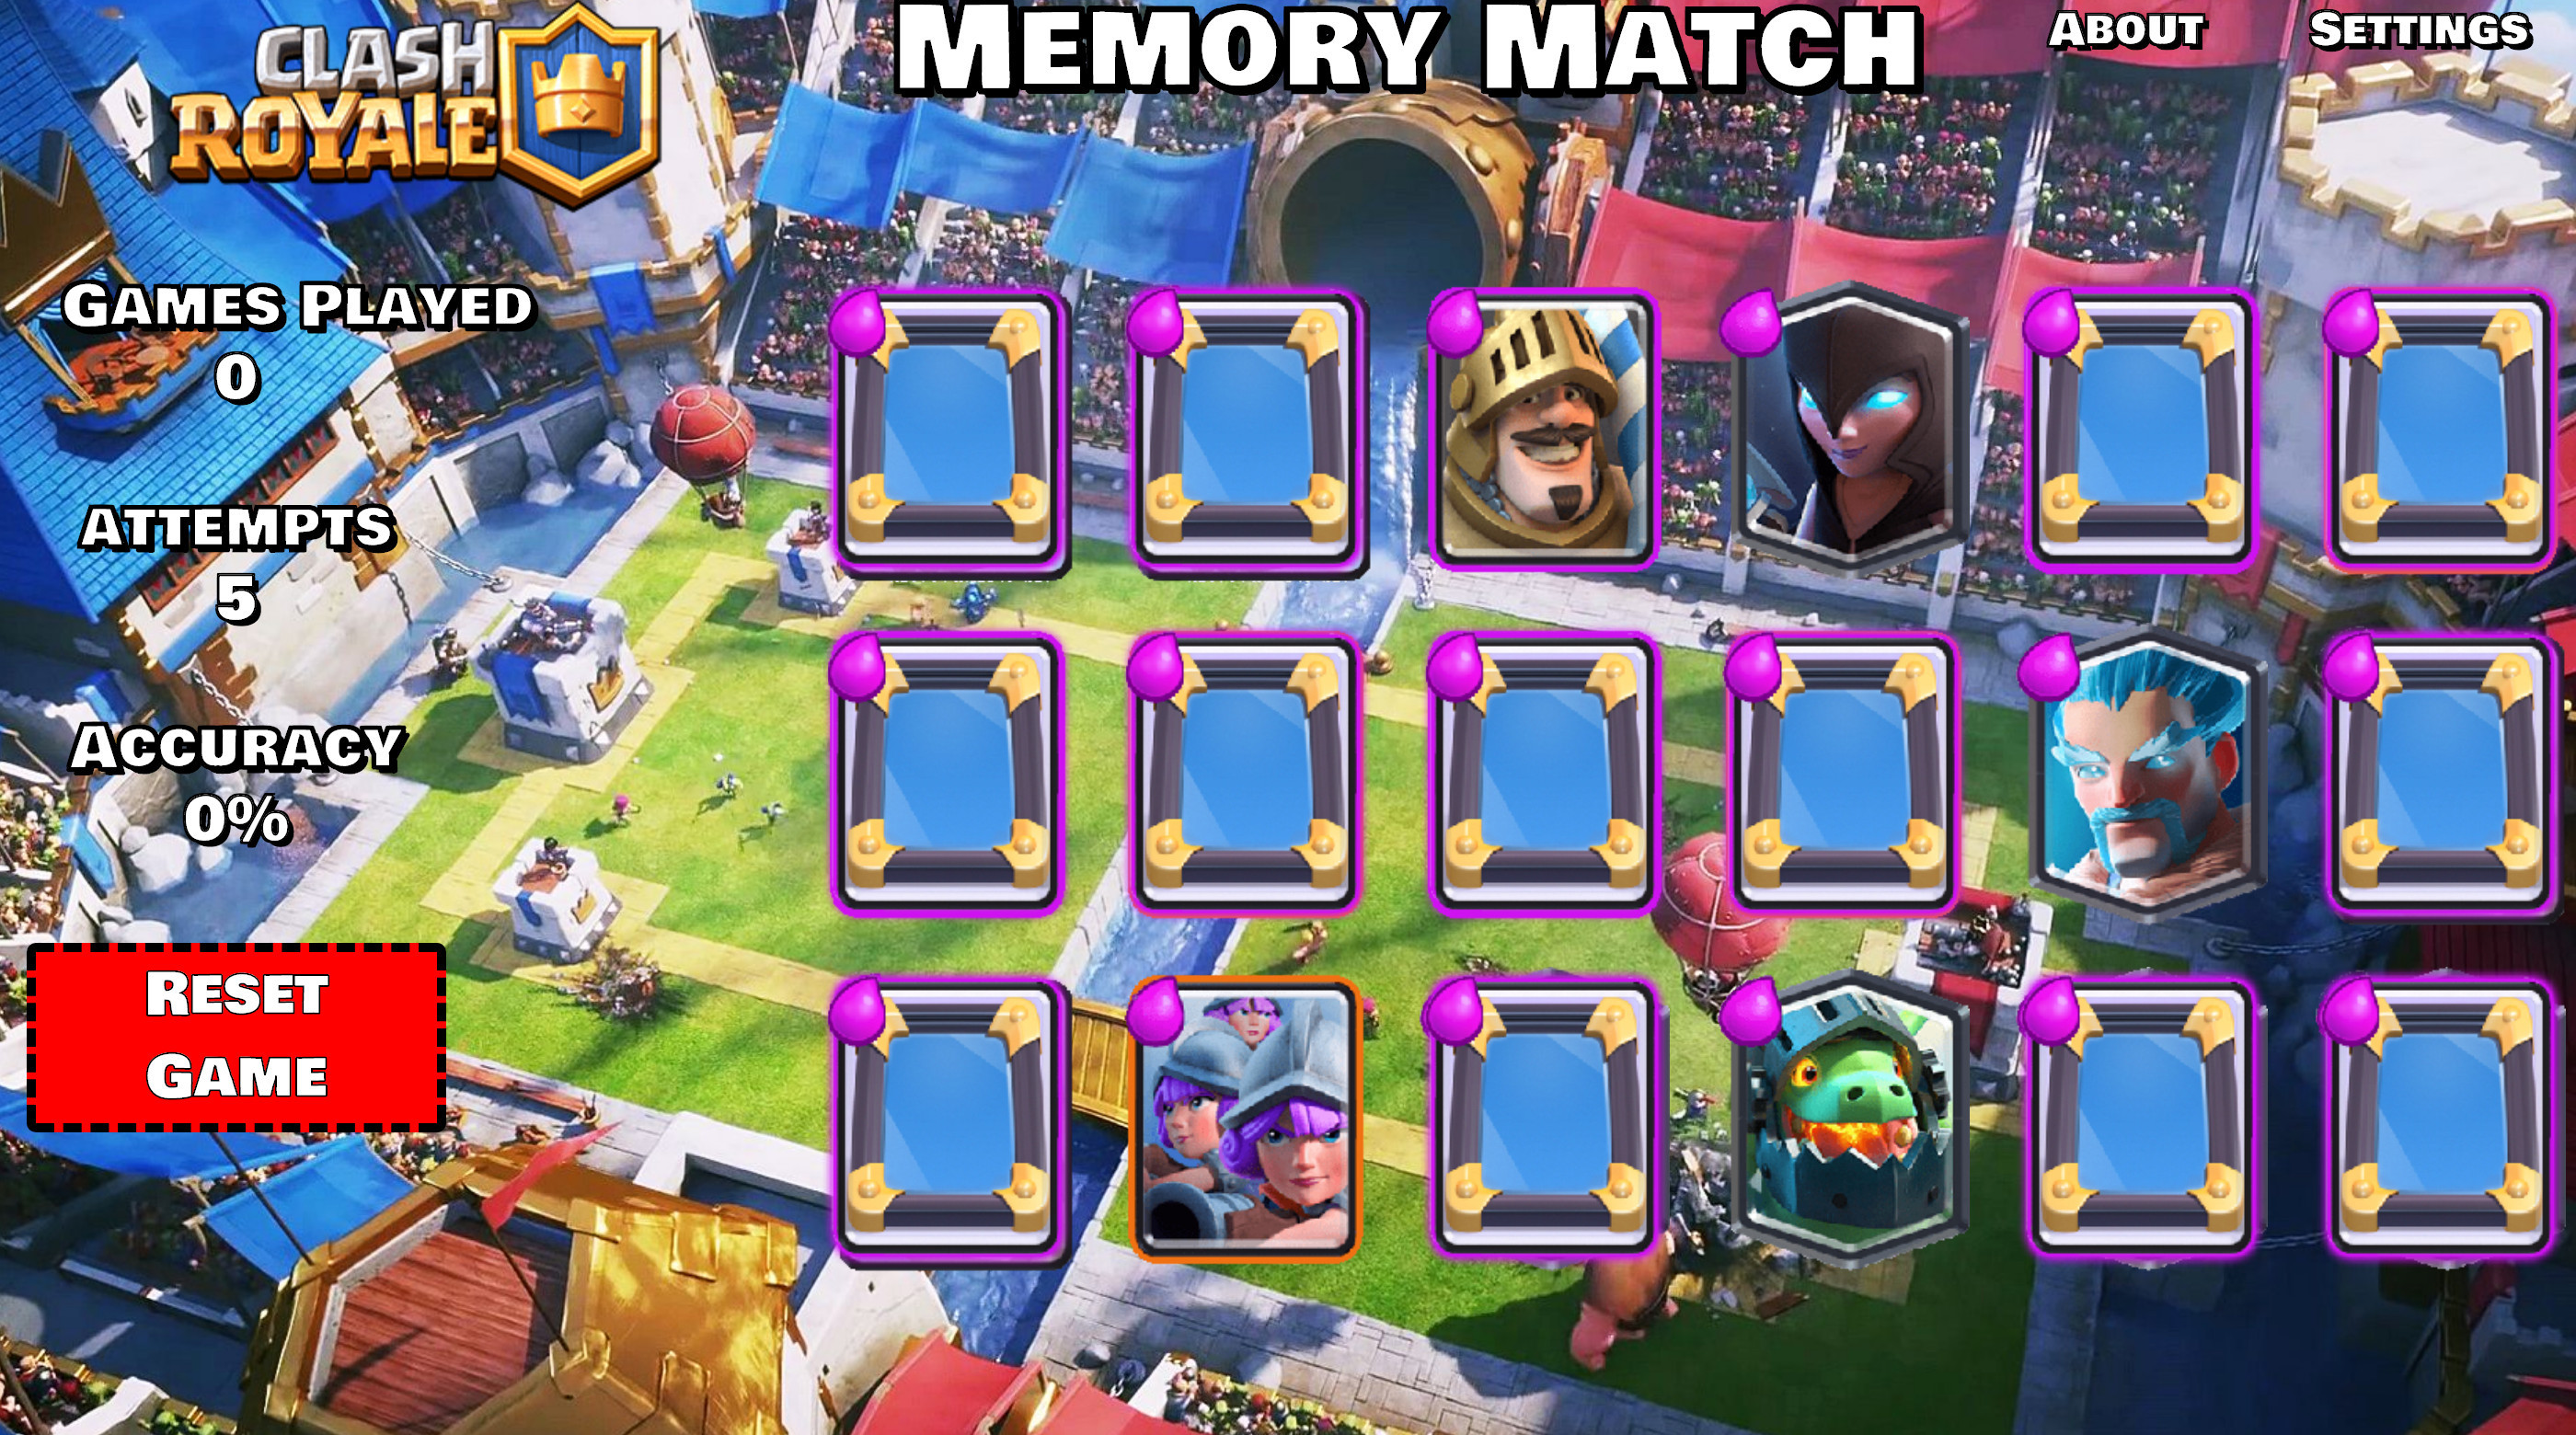 CLASH
ROYALE
MEMORY MATCH
ABOUT
SETTINGS
GAMES PLAYED
0
ATTEMPTS
5
ACCURACY
0%
RESET
GAME